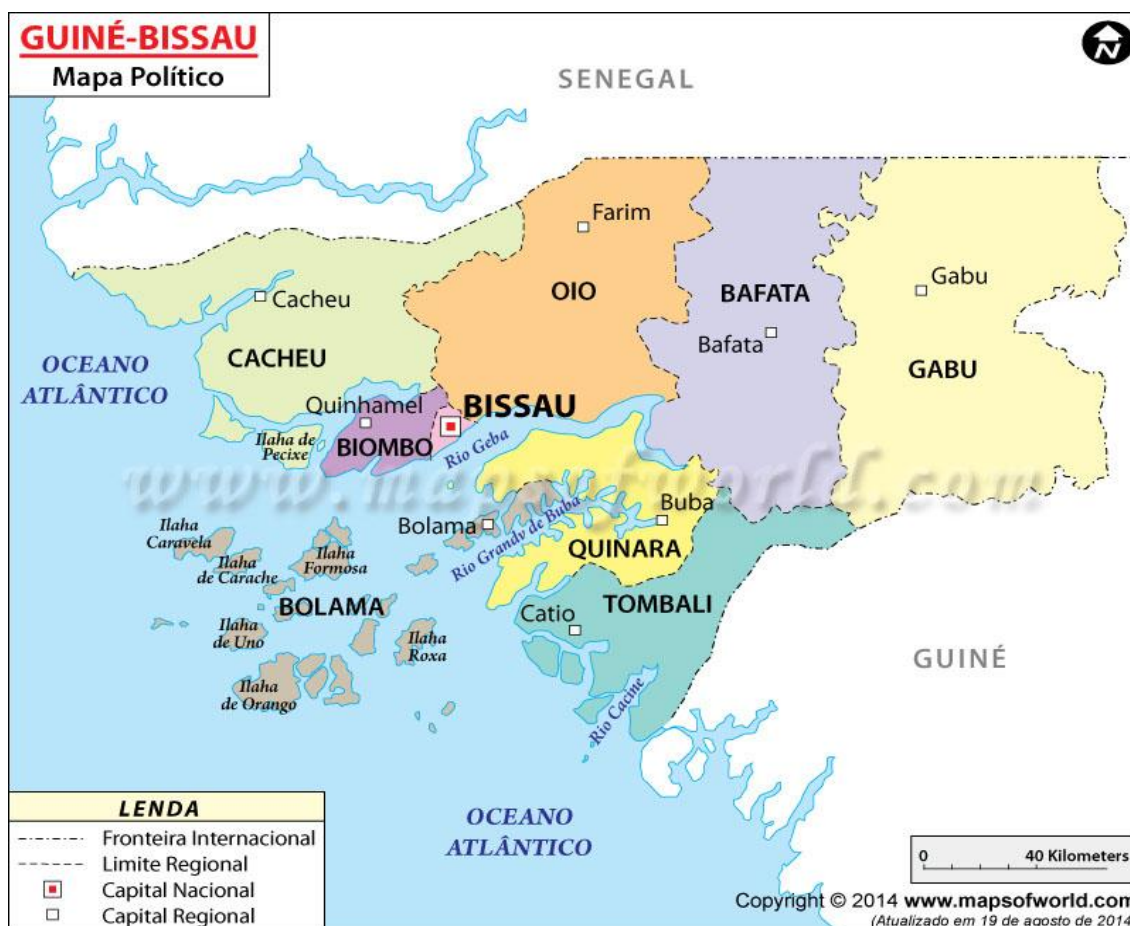 GUINÉ-BISSAU
Mapa Político
N
SENEGAL
Farim
Cacheu
OIO
BAFATA
Gabu
Bafata
GABU
OCEANO
ATLÂNTICO
CACHEU
Quinhamel
BISSAU
BIOMBO
Ilaha de
Pecixe
Rio Geba
www.mapsofworld.com
Buba
Bolama
Rio Grandv de Buba
QUINARA
Ilaha
Caravela
Ilaha
de Carache
Ilaha
Formosa
BOLAMA
TOMBALI
Catio
Ilaha
de Uno
Ilaha
Roxa
GUINÉ
Ilaha
de Orango
Rio Cacine
OCEANO
ATLÂNTICO
LENDA
Fronteira Internacional
Limite Regional
Capital Nacional
Capital Regional
0 40 Kilometers
Copyright © 2014 www.mapsofworld.com
(Atualizado em 19 de agosto de 2014)